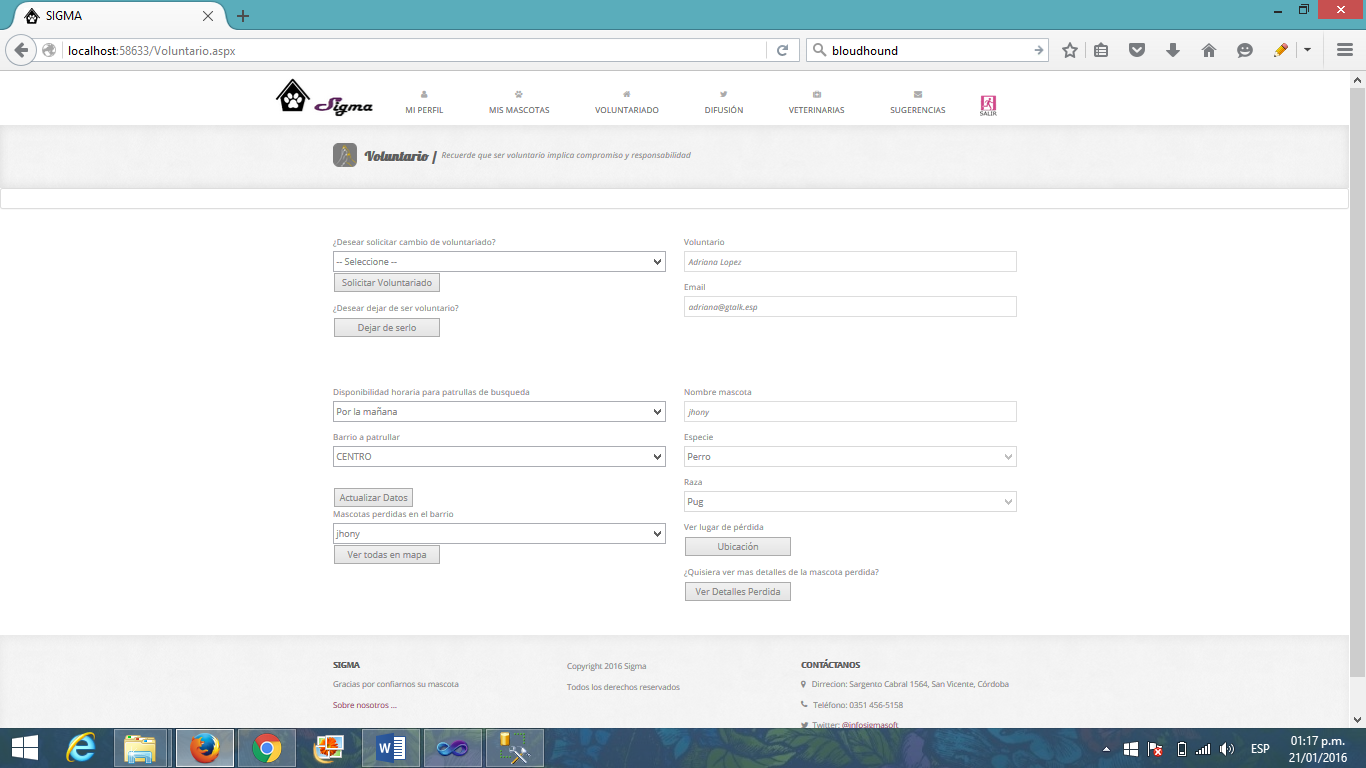 SIGMA
localhost:58633/Voluntario.aspx
bloudhound
Sigma
MI PERFIL
MIS MASCOTAS
VOLUNTARIADO
DIFUSIÓN
VETERINARIAS
SUGERENCIAS
SALIR
Voluntario | Recuerde que ser voluntario implica compromiso y responsabilidad
¿Desear solicitar cambio de voluntariado?
-- Seleccione --
Solicitar Voluntariado
¿Desear dejar de ser voluntario?
Dejar de serlo
Voluntario
Adriana Lopez
Email
adriana@gtalk.esp
Disponibilidad horaria para patrullas de busqueda
Por la mañana
Barrio a patrullar
CENTRO
Actualizar Datos
Mascotas perdidas en el barrio
jhony
Ver todas en mapa
Nombre mascota
jhony
Especie
Perro
Raza
Pug
Ver lugar de pérdida
Ubicación
¿Quisiera ver mas detalles de la mascota perdida?
Ver Detalles Perdida
SIGMA
Gracias por confiarnos su mascota
Sobre nosotros ...
Copyright 2016 Sigma
Todos los derechos reservados
CONTÁCTANOS
Dirrecion: Sargento Cabral 1564, San Vicente, Córdoba
Teléfono: 0351 456-5158
Twitter: @infosigmasoft
ESP
01:17 p.m.
21/01/2016